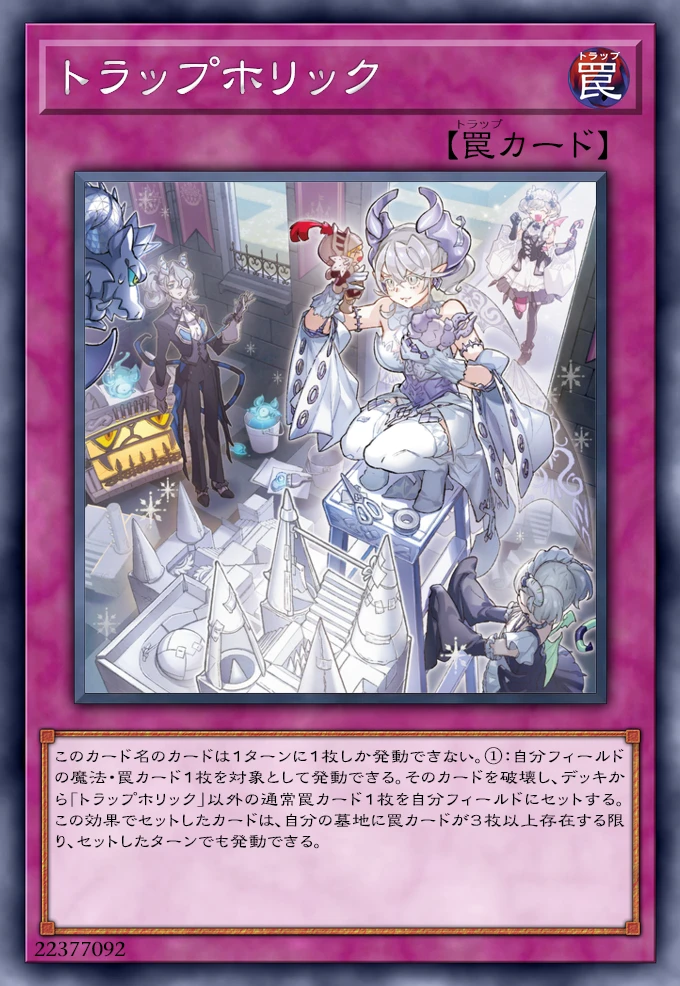 トラップホリック
トラップ
罠
トラップ
【罠カード】
このカード名のカードは1ターンに1枚しか発動できない。①:自分フィールド
の魔法・罠カード1枚を対象として発動できる。そのカードを破壊し、デッキか
ら「トラップホリック」以外の通常罠カード1枚を自分フィールドにセットする。
この効果でセットしたカードは、自分の墓地に罠カードが3枚以上存在する限
り、セットしたターンでも発動できる。
22377092